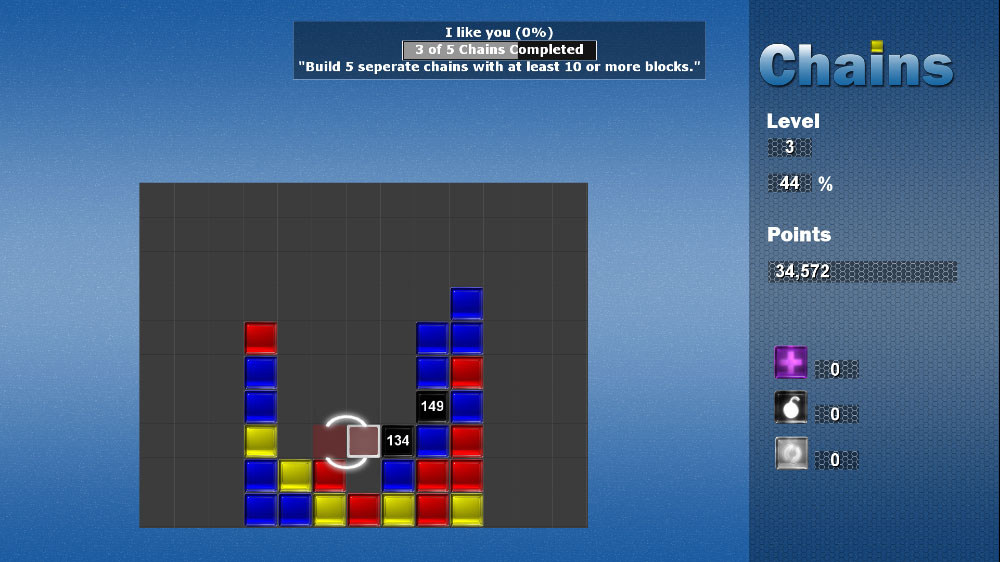 I like you (0%)
3 of 5 Chains Completed
"Build 5 seperate chains with at least 10 or more blocks."
Chains
Level
3
44 %
Points
34,572
0
0
0
149
134